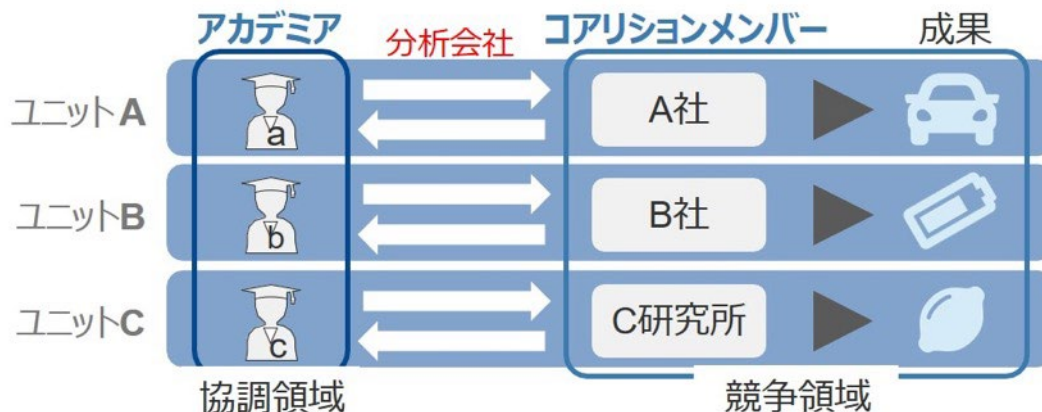 アカデミア
分析会社
コアリションメンバー
成果
ユニットA
a
A社
ユニットB
b
B社
ユニットC
c
C研究所
協調領域
競争領域